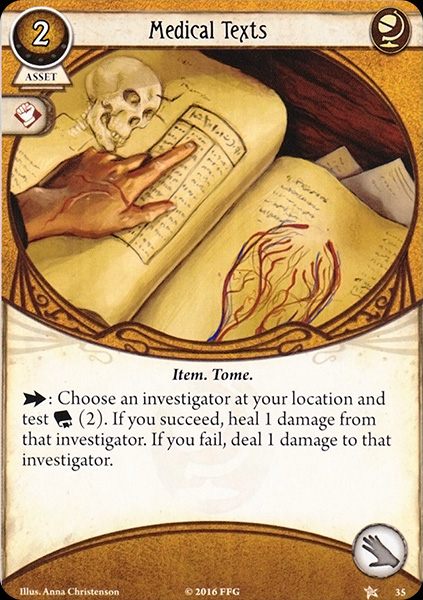 2
Medical Texts
ASSET
Item. Tome.
: Choose an investigator at your location and
test (2). If you succeed, heal 1 damage from
that investigator. If you fail, deal 1 damage to that
investigator.
Illus. Anna Christenson © 2016 FFG 35